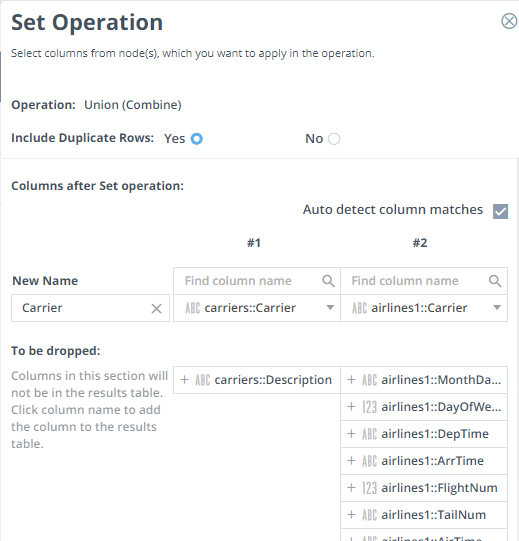 Set Operation
Select columns from node(s), which you want to apply in the operation.
Operation: Union (Combine)
Include Duplicate Rows: Yes No
Columns after Set operation:
Auto detect column matches
#1 #2
New Name Find column name Find column name
Carrier ABC carriers::Carrier ABC airlines1::Carrier
To be dropped:
Columns in this section will
not be in the results table.
Click column name to add
the column to the results
table.
+ ABC carriers::Description + ABC airlines1::MonthDa...
+ 123 airlines1::DayOfWe...
+ ABC airlines1::DepTime
+ ABC airlines1::ArrTime
+ 123 airlines1::FlightNum
+ ABC airlines1::TailNum